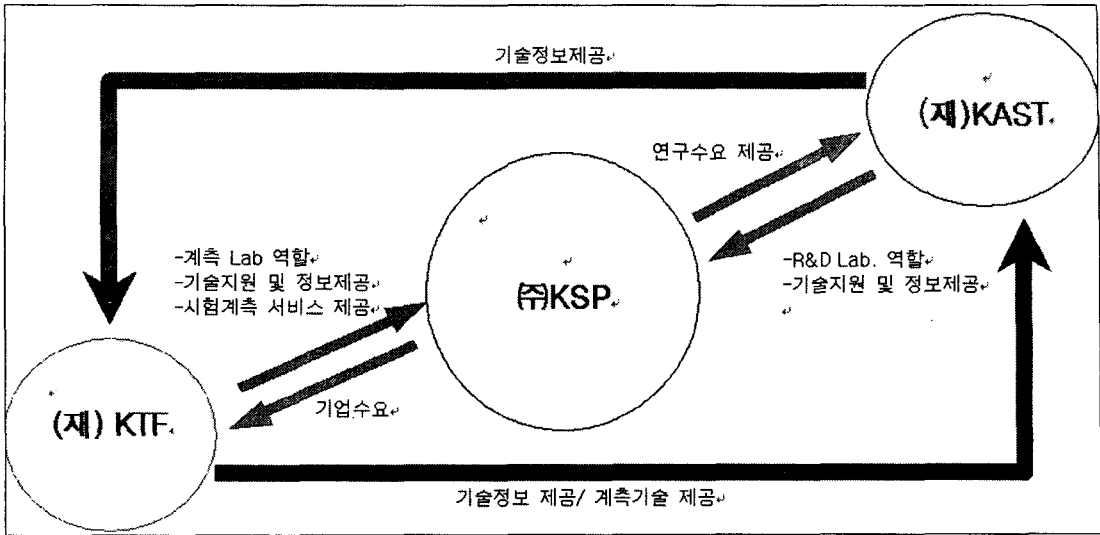 기술정보제공
(재)KAST
연구수요 제공
-계측 Lab 역할
-기술지원 및 정보제공
-시험계측 서비스 제공
-R&D Lab. 역할
-기술지원 및 정보제공
㈜KSP
(재) KTF
기업수요
기술정보 제공/ 계측기술 제공